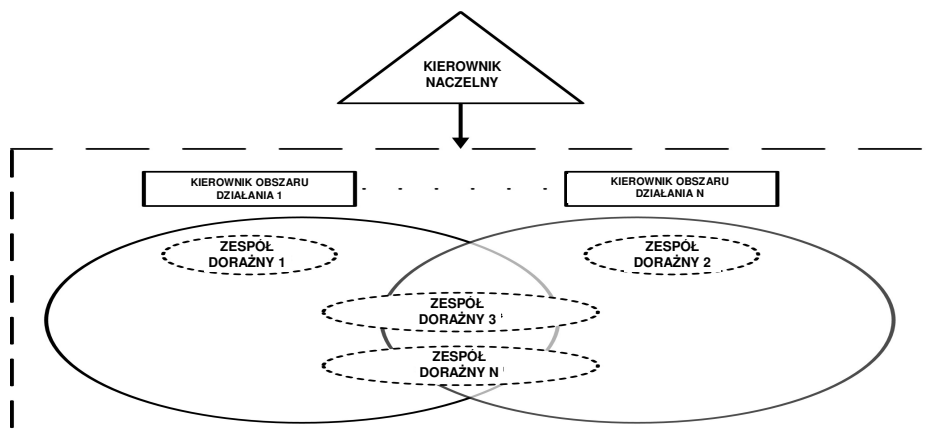 KIEROWNIK
NACZELNY
KIEROWNIK OBSZARU
DZIAŁANIA 1
KIEROWNIK OBSZARU
DZIAŁANIA N
ZESPÓŁ
DORAŹNY 1
ZESPÓŁ
DORAŹNY 2
ZESPÓŁ
DORAŹNY 3
ZESPÓŁ
DORAŹNY N